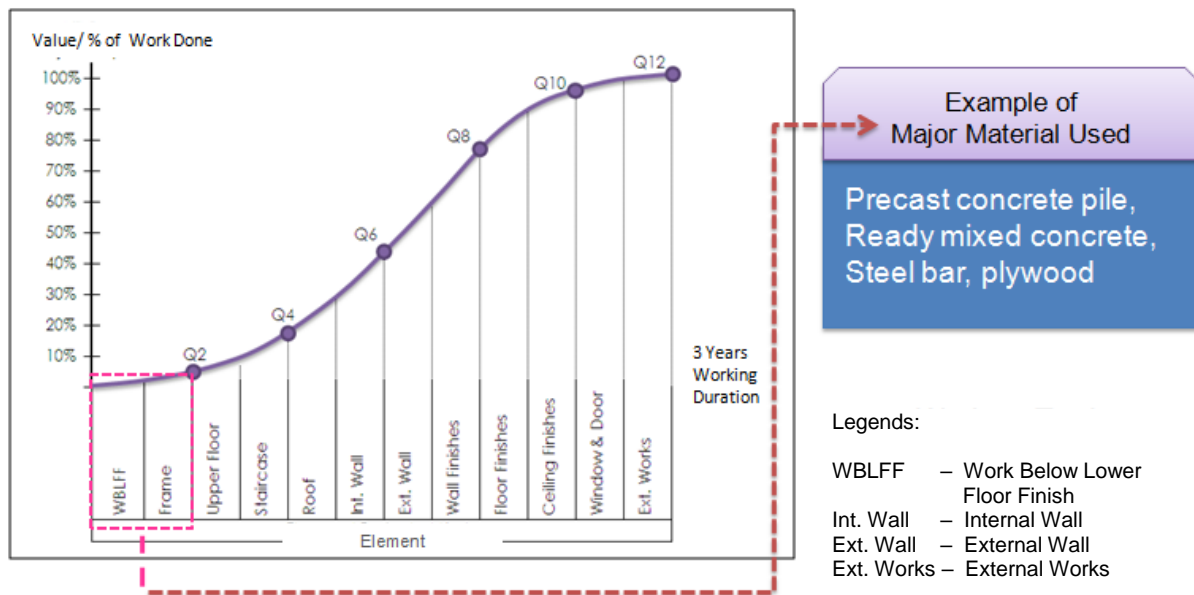 Value/ % of Work Done
100%
90%
80%
70%
60%
50%
40%
30%
20%
10%
Q2
Q4
Q6
Q8
Q10
Q12
WBLFF
Frame
Upper Floor
Staircase
Roof
Int. Wall
Ext. Wall
Wall Finishes
Floor Finishes
Ceiling Finishes
Window & Door
Ext. Works
Element
3 Years
Working
Duration
Example of
Major Material Used
Precast concrete pile,
Ready mixed concrete,
Steel bar, plywood
Legends:
WBLFF – Work Below Lower
Floor Finish
Int. Wall – Internal Wall
Ext. Wall – External Wall
Ext. Works – External Works